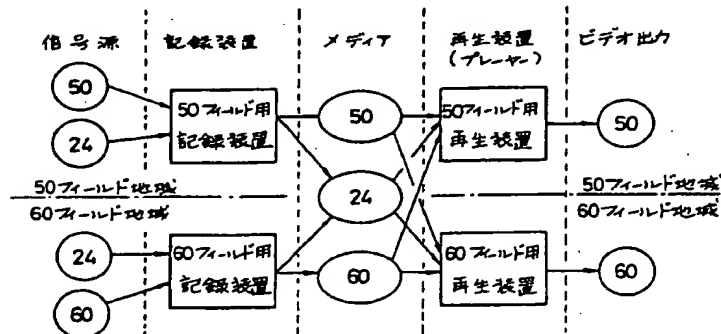 信号源
記録装置
メディア
再生装置
(プレーヤー)
ビデオ出力
50
24
50フィールド用
記録装置
50
50フィールド用
再生装置
50
24
50フィールド地域
60フィールド地域
50フィールド地域
60フィールド地域
24
60
60フィールド用
記録装置
60
60フィールド用
再生装置
60